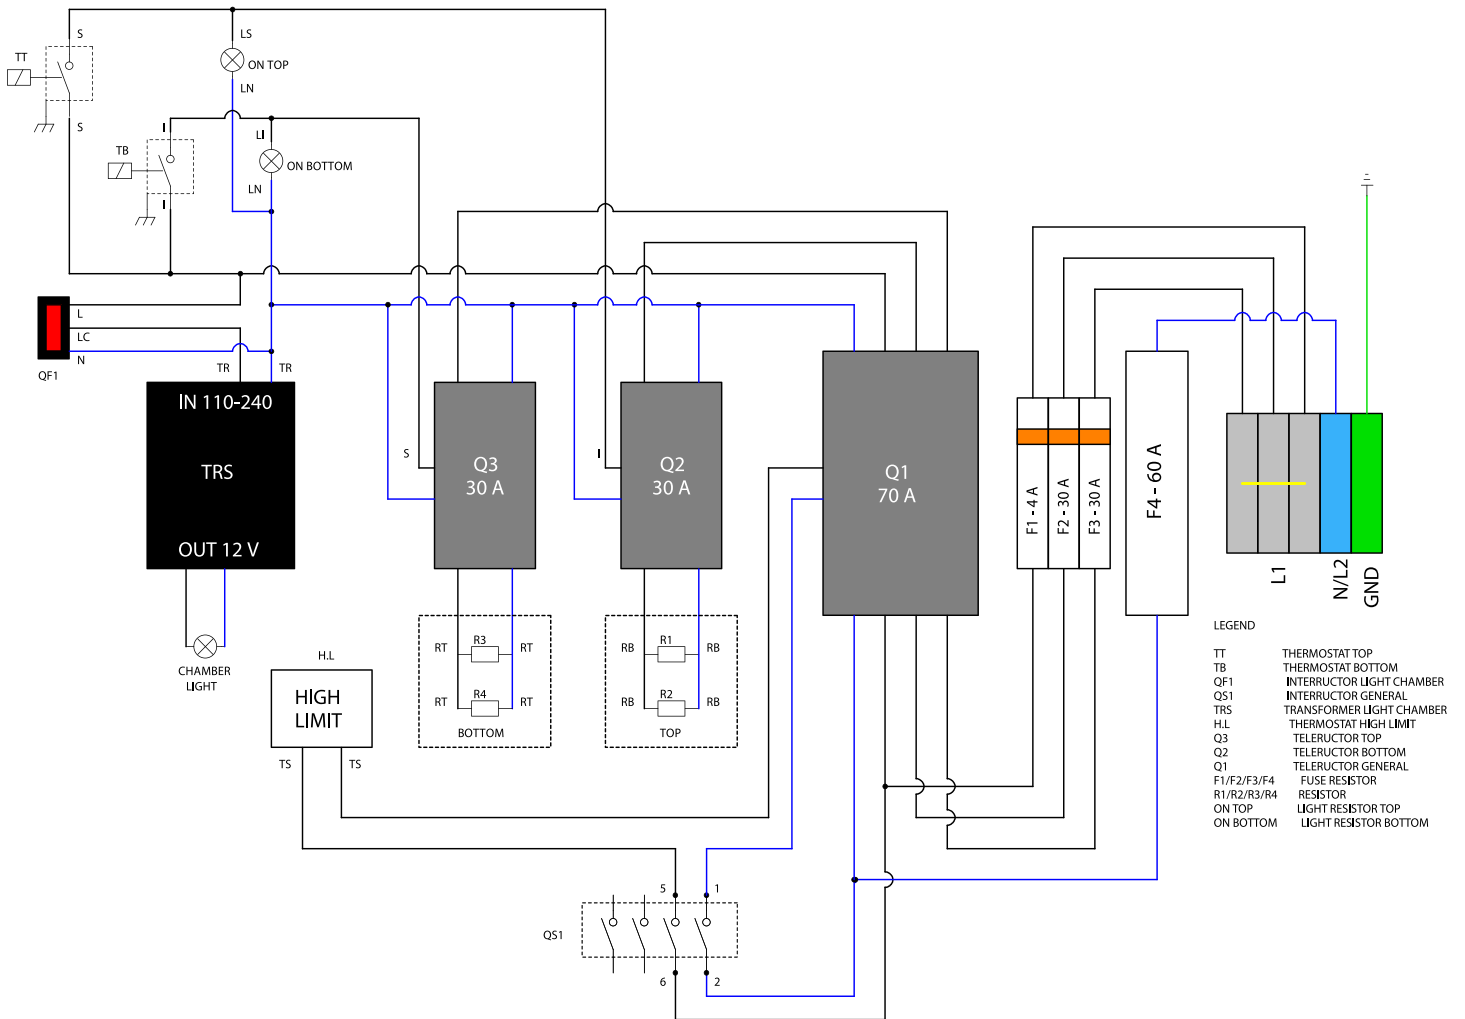 S
LS
TT
ON TOP
LN
S
I
LI
TB
ON BOTTOM
LN
I
L
LC
N
QF1
TR
TR
IN 110-240
TRS
OUT 12 V
CHAMBER
LIGHT
S
Q3
30 A
I
Q2
30 A
Q1
70 A
F1 - 4 A
F2 - 30 A
F3 - 30 A
F4 - 60 A
L1
N/L2
GND
RT
R3
RT
RT
R4
RT
BOTTOM
RB
R1
RB
RB
R2
RB
TOP
H.L
HIGH
LIMIT
TS
TS
5
1
QS1
6
2
LEGEND
TT THERMOSTAT TOP
TB THERMOSTAT BOTTOM
QF1 INTERRUCTOR LIGHT CHAMBER
QS1 INTERRUCTOR GENERAL
TRS TRANSFORMER LIGHT CHAMBER
H.L THERMOSTAT HIGH LIMIT
Q3 TELERUCTOR TOP
Q2 TELERUCTOR BOTTOM
Q1 TELERUCTOR GENERAL
F1/F2/F3/F4 FUSE RESISTOR
R1/R2/R3/R4 RESISTOR
ON TOP LIGHT RESISTOR TOP
ON BOTTOM LIGHT RESISTOR BOTTOM